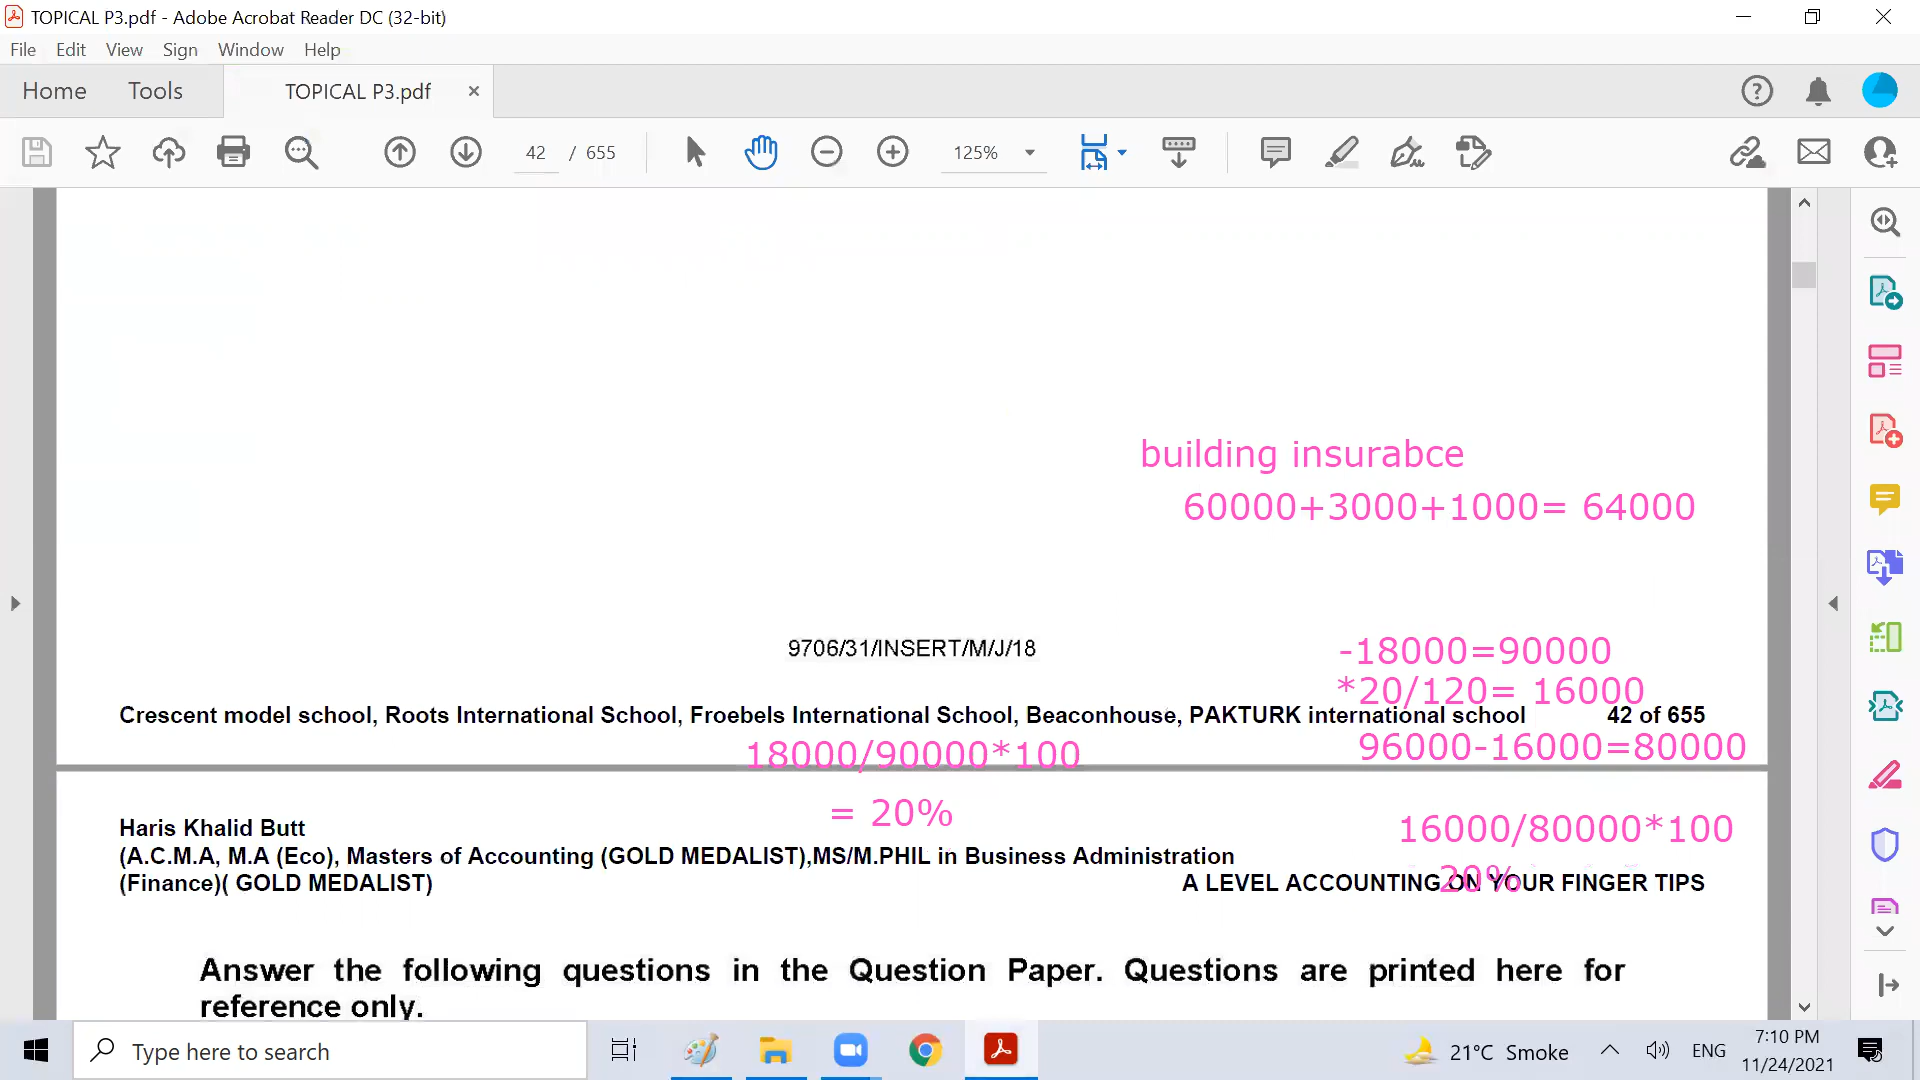 TOPICAL P3.pdf - Adobe Acrobat Reader DC (32-bit)
File Edit View Sign Window Help
Home Tools TOPICAL P3.pdf ×
42 / 655 125%
building insurabce
60000+3000+1000= 64000
9706/31/INSERT/M/J/18
-18000=90000
*20/120= 16000
Crescent model school, Roots International School, Froebels International School, Beaconhouse, PAKTURK international school 42 of 655
18000/90000*100
96000-16000=80000
= 20%
16000/80000*100
Haris Khalid Butt
(A.C.M.A, M.A (Eco), Masters of Accounting (GOLD MEDALIST),MS/M.PHIL in Business Administration
20%
(Finance)( GOLD MEDALIST) A LEVEL ACCOUNTING ON YOUR FINGER TIPS
Answer the following questions in the Question Paper. Questions are printed here for
reference only.
Type here to search
21°C Smoke ENG 7:10 PM
11/24/2021